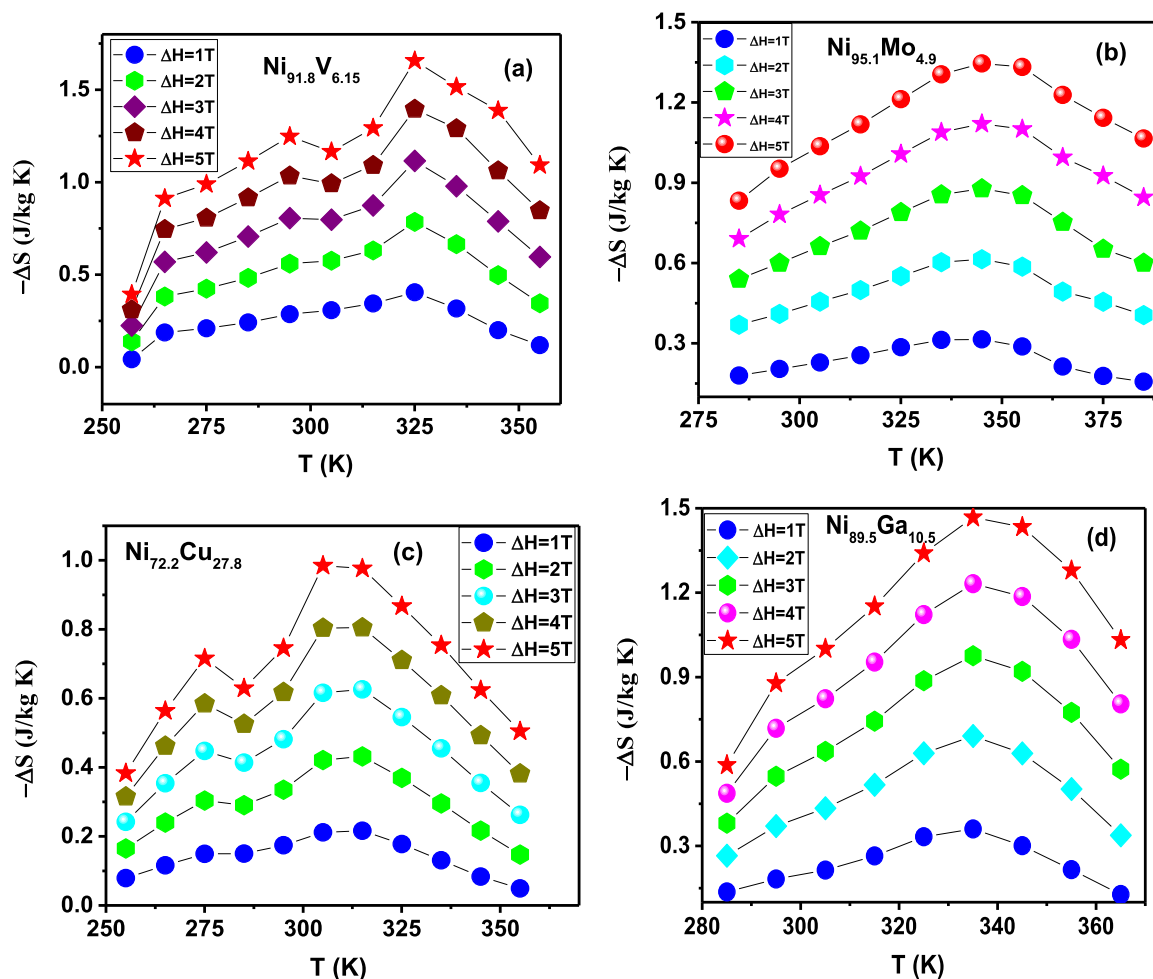 ΔH=1T
ΔH=2T
ΔH=3T
ΔH=4T
ΔH=5T
Ni91.8V6.15
(a)
−ΔS (J/kg K)
1.5
1.0
0.5
0.0
250 275 300 325 350
T (K)
ΔH=1T
ΔH=2T
ΔH=3T
ΔH=4T
ΔH=5T
Ni95.1Mo4.9
(b)
−ΔS (J/kg K)
1.5
1.2
0.9
0.6
0.3
275 300 325 350 375
T (K)
Ni72.2Cu27.8
(c)
ΔH=1T
ΔH=2T
ΔH=3T
ΔH=4T
ΔH=5T
−ΔS (J/kg K)
1.0
0.8
0.6
0.4
0.2
0.0
250 275 300 325 350
T (K)
ΔH=1T
ΔH=2T
ΔH=3T
ΔH=4T
ΔH=5T
Ni89.5Ga10.5
(d)
−ΔS (J/kg K)
1.5
1.2
0.9
0.6
0.3
280 300 320 340 360
T (K)